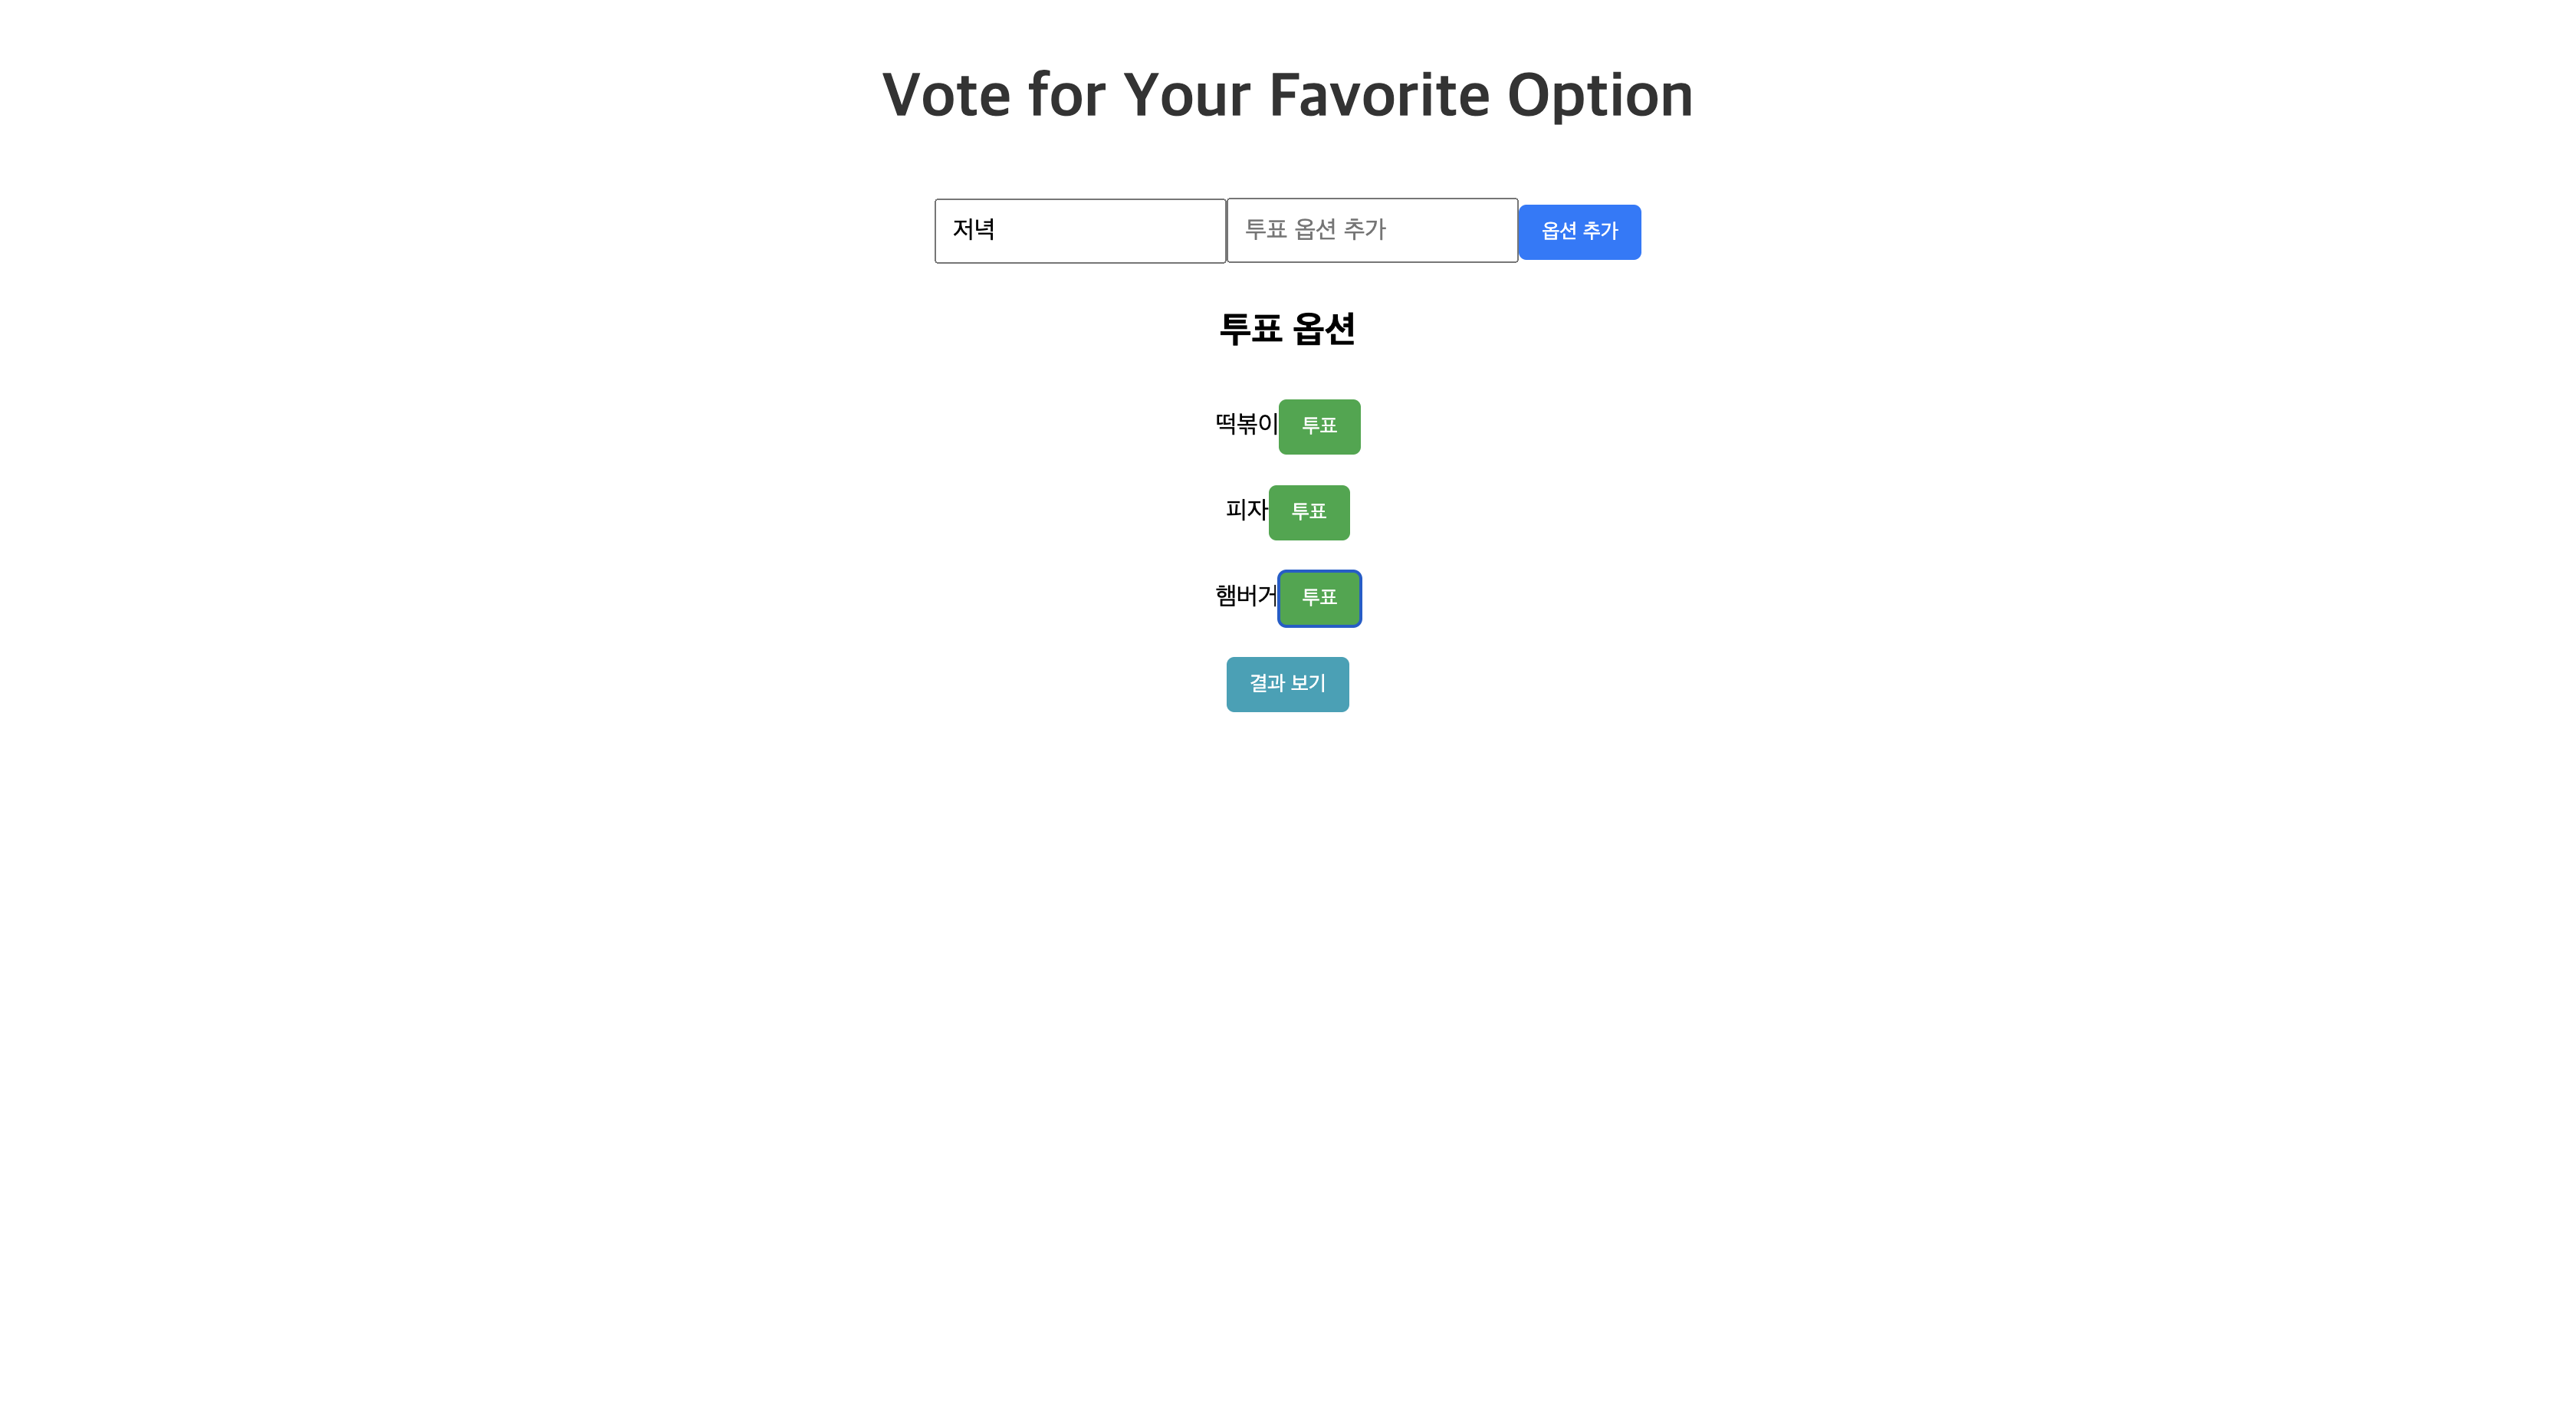 Vote for Your Favorite Option
저녁 투표 옵션 추가 옵션 추가
투표 옵션
떡볶이 투표
피자 투표
햄버거 투표
결과 보기